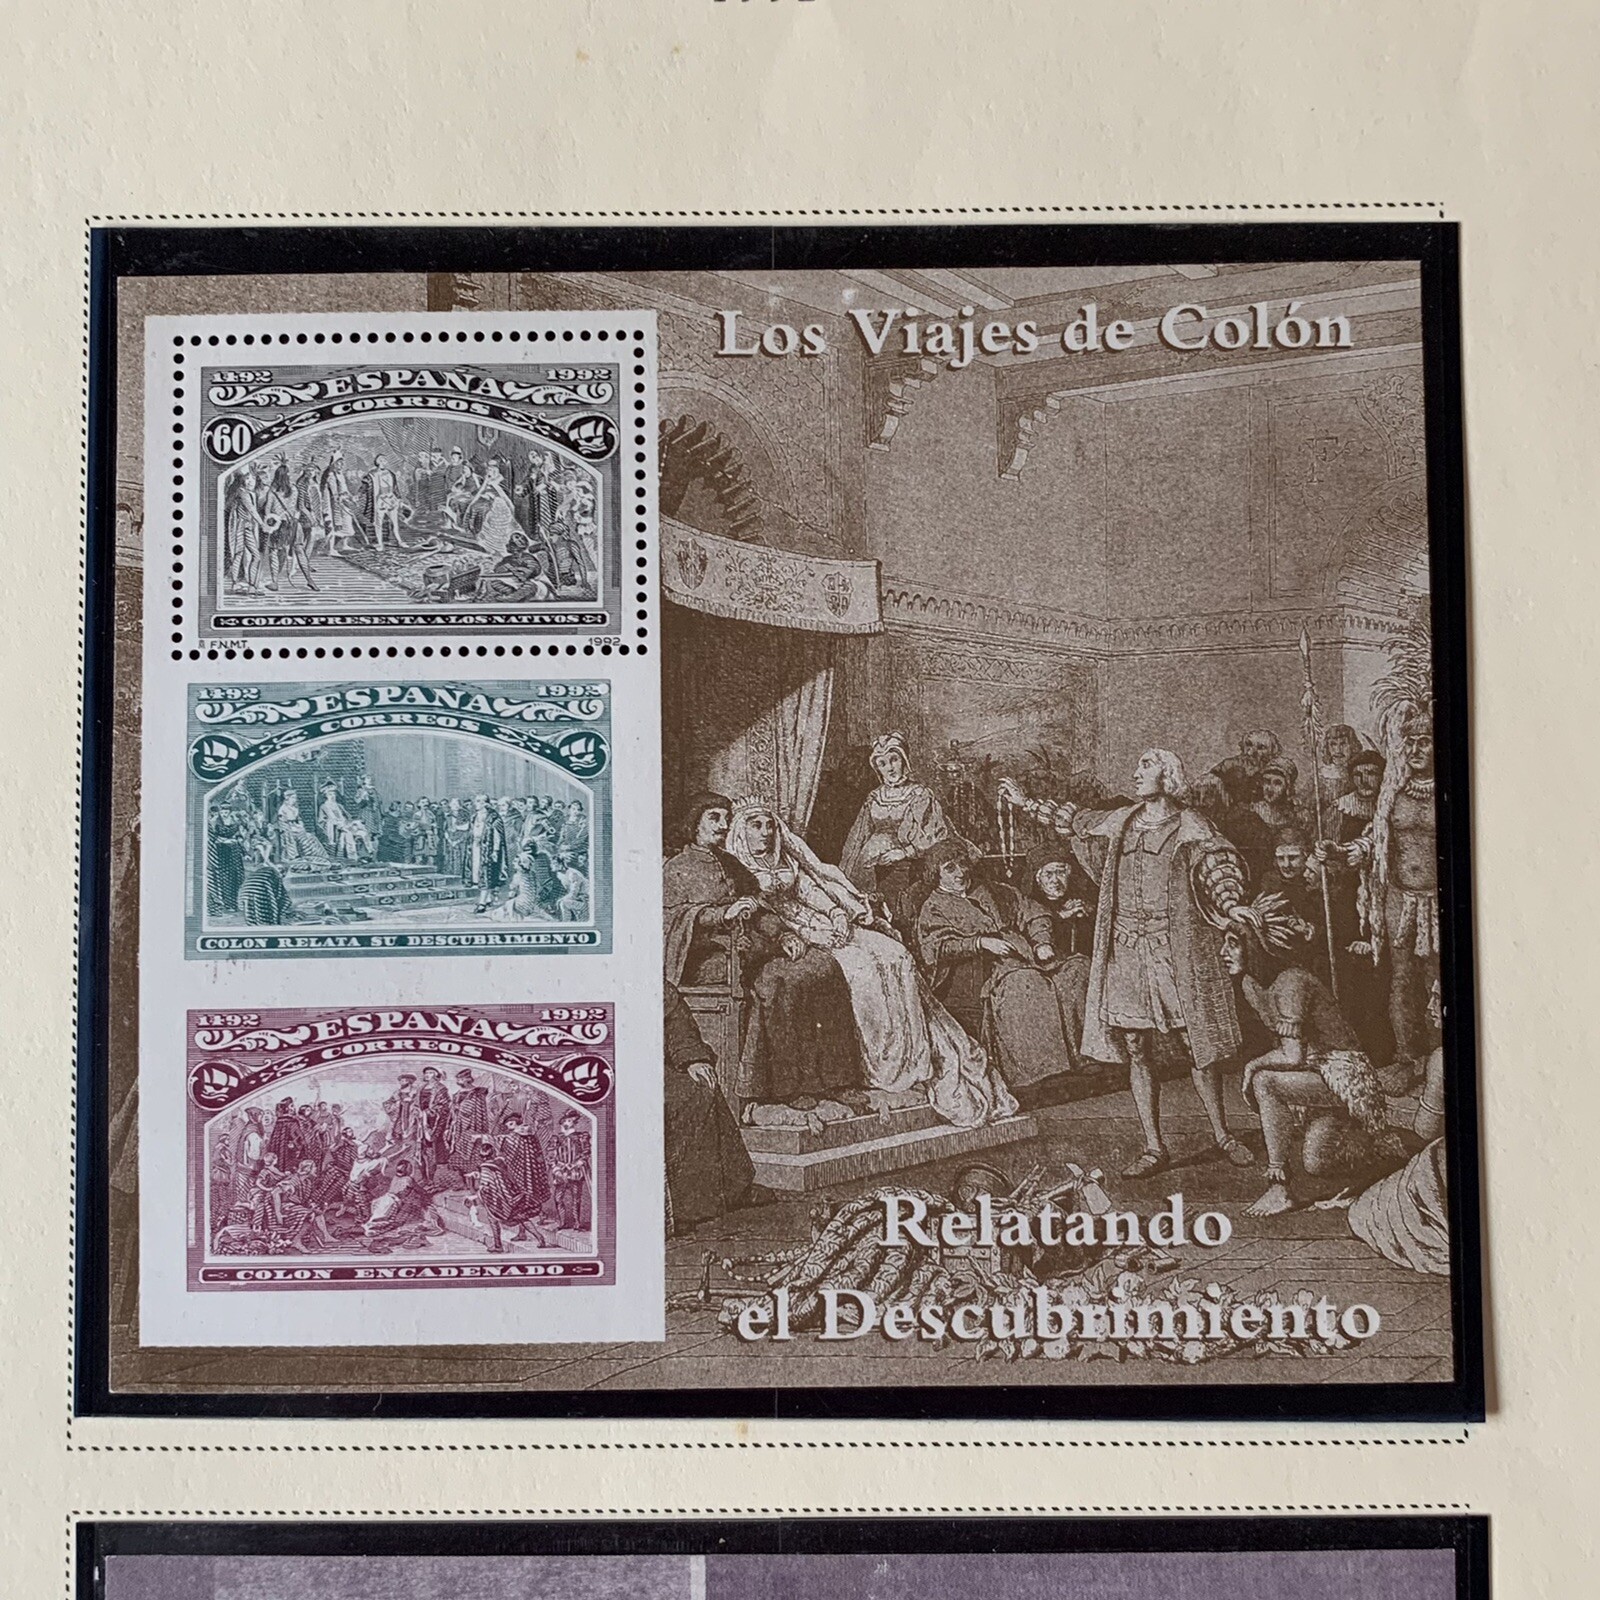 Los Viajes de Colón
1492 ESPAÑA 1992
CORREOS
60
COLON·PRESENTA·A·LOS·NATIVOS
F.N.M.T. 1992
1492 ESPAÑA 1992
CORREOS
COLON RELATA SU DESCUBRIMIENTO
1492 ESPAÑA 1992
CORREOS
COLON ENCADENADO
Relatando
el Descubrimiento